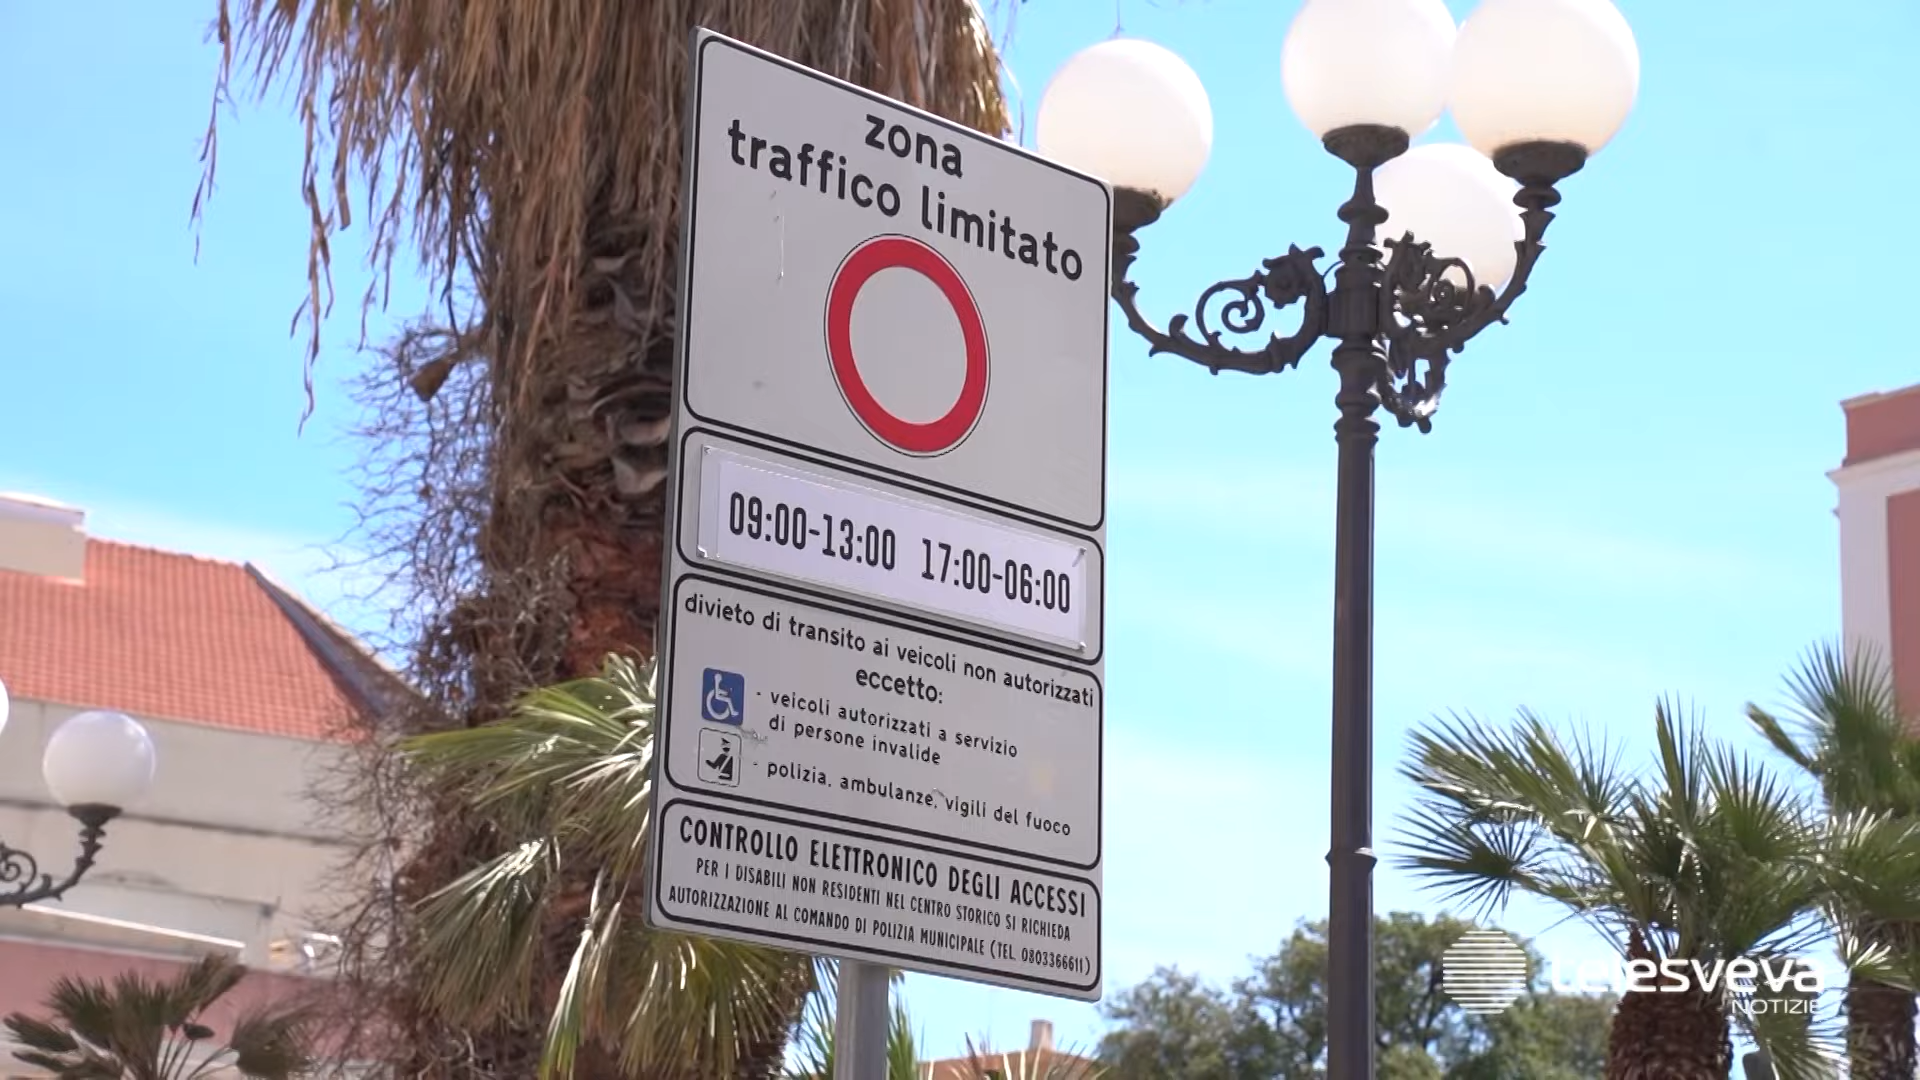 zona
traffico limitato
09:00-13:00 17:00-06:00
divieto di transito ai veicoli non autorizzati
eccetto:
- veicoli autorizzati a servizio
di persone invalide
- polizia, ambulanze, vigili del fuoco
CONTROLLO ELETTRONICO DEGLI ACCESSI
PER I DISABILI NON RESIDENTI NEL CENTRO STORICO SI RICHIEDA
AUTORIZZAZIONE AL COMANDO DI POLIZIA MUNICIPALE (TEL. 0803366611)
telesveva
NOTIZIE